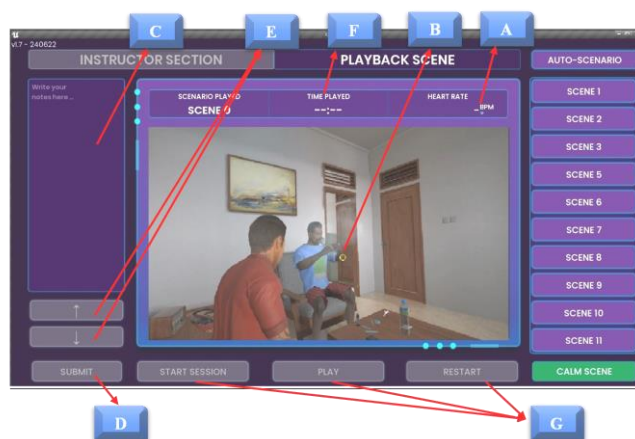 C E F B A
v1.7 - 240622
INSTRUCTOR SECTION PLAYBACK SCENE AUTO-SCENARIO
Write your
notes here ...
SCENARIO PLAYED TIME PLAYED HEART RATE
SCENE 0 --:-- - BPM
SCENE 1
SCENE 2
SCENE 3
SCENE 5
SCENE 6
SCENE 7
SCENE 8
SCENE 9
SCENE 10
SCENE 11
↑
↓
SUBMIT START SESSION PLAY RESTART CALM SCENE
D G